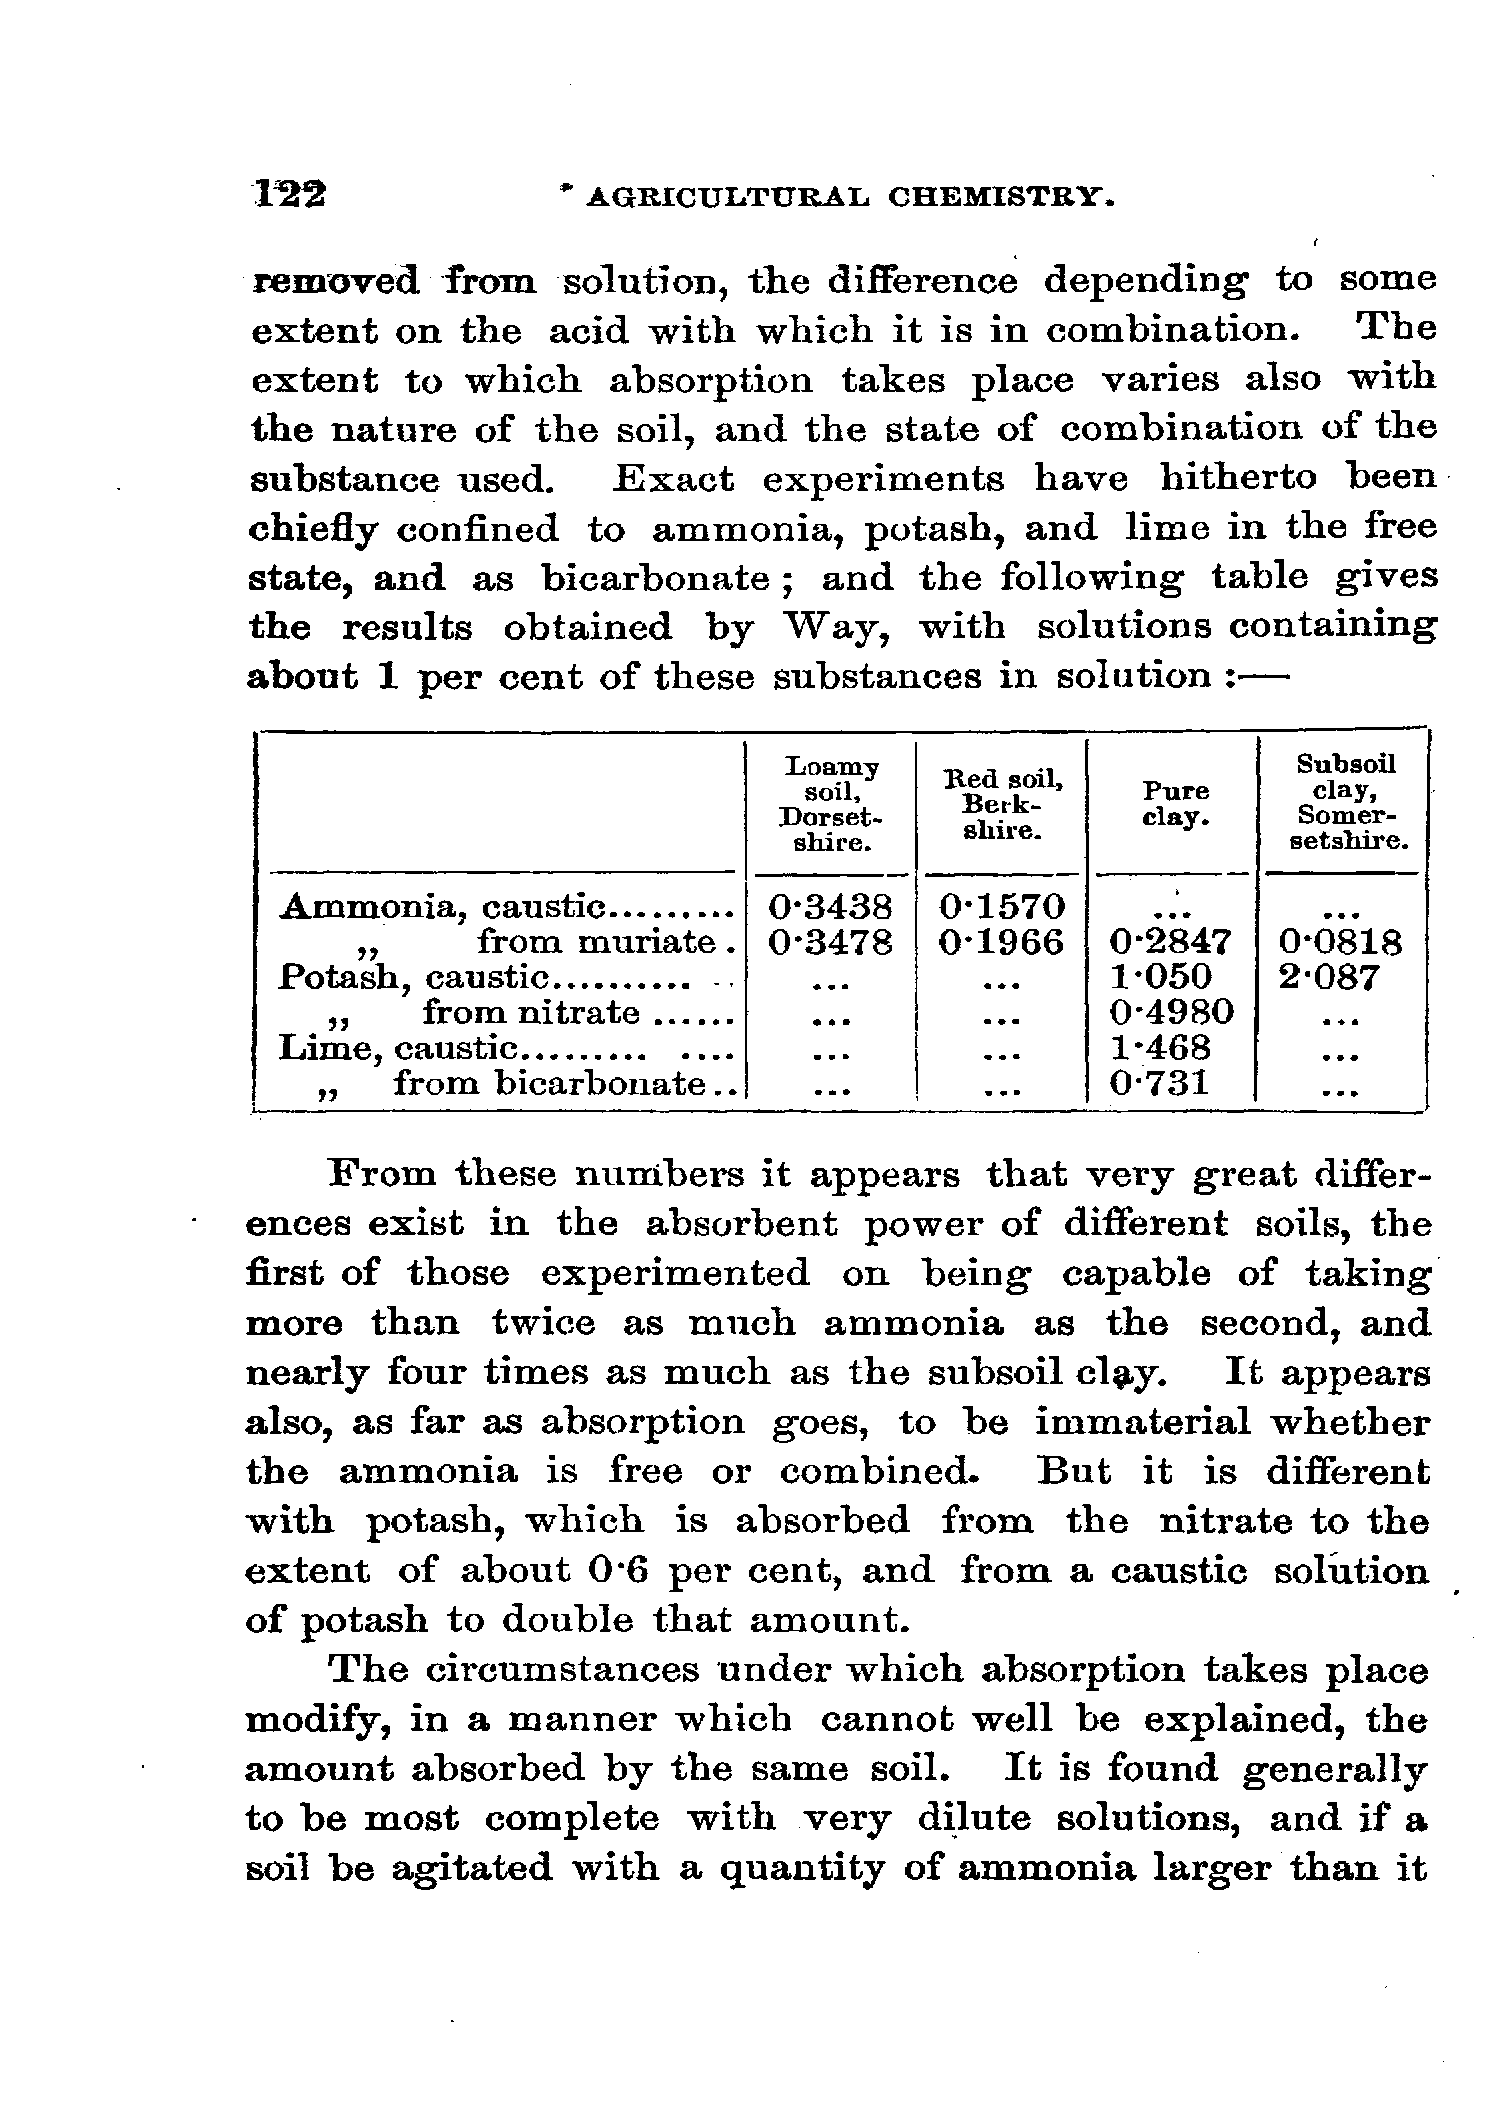 122 AGRICULTURAL CHEMISTRY.
removed from solution, the difference depending to some
extent on the acid with which it is in combination. The
extent to which absorption takes place varies also with
the nature of the soil, and the state of combination of the
substance used. Exact experiments have hitherto been
chiefly confined to ammonia, potash, and lime in the free
state, and as bicarbonate ; and the following table gives
the results obtained by Way, with solutions containing
about 1 per cent of these substances in solution :—
Loamy soil, Dorset-shire. Red soil, Berk-shire. Pure clay. Subsoil clay, Somer-setshire.
Ammonia, caustic......... 0·3438 0·1570 ... ...
„ from muriate . 0·3478 0·1966 0·2847 0·0818
Potash, caustic.......... .. ... ... 1·050 2·087
„ from nitrate ...... ... ... 0·4980 ...
Lime, caustic......... .... ... ... 1·468 ...
„ from bicarbonate.. ... ... 0·731 ...
From these numbers it appears that very great differ-
ences exist in the absorbent power of different soils, the
first of those experimented on being capable of taking
more than twice as much ammonia as the second, and
nearly four times as much as the subsoil clay. It appears
also, as far as absorption goes, to be immaterial whether
the ammonia is free or combined. But it is different
with potash, which is absorbed from the nitrate to the
extent of about 0·6 per cent, and from a caustic solution
of potash to double that amount.
The circumstances under which absorption takes place
modify, in a manner which cannot well be explained, the
amount absorbed by the same soil. It is found generally
to be most complete with very dilute solutions, and if a
soil be agitated with a quantity of ammonia larger than it